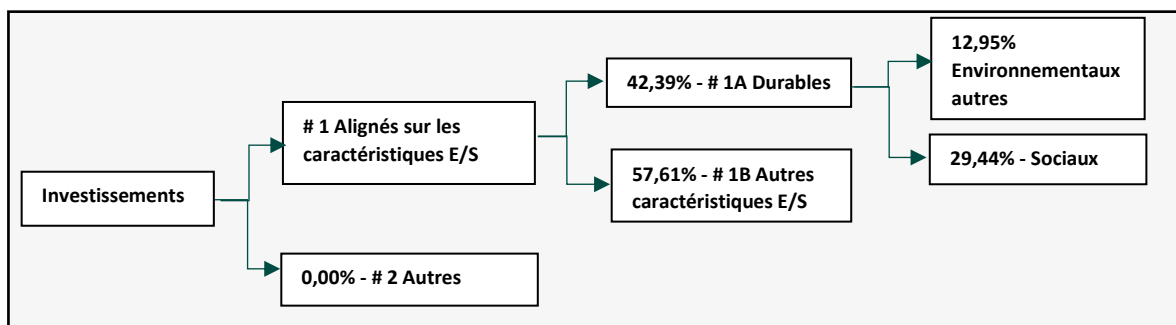 Investissements
# 1 Alignés sur les
caractéristiques E/S
0,00% - # 2 Autres
42,39% - # 1A Durables
57,61% - # 1B Autres
caractéristiques E/S
12,95%
Environnementaux
autres
29,44% - Sociaux